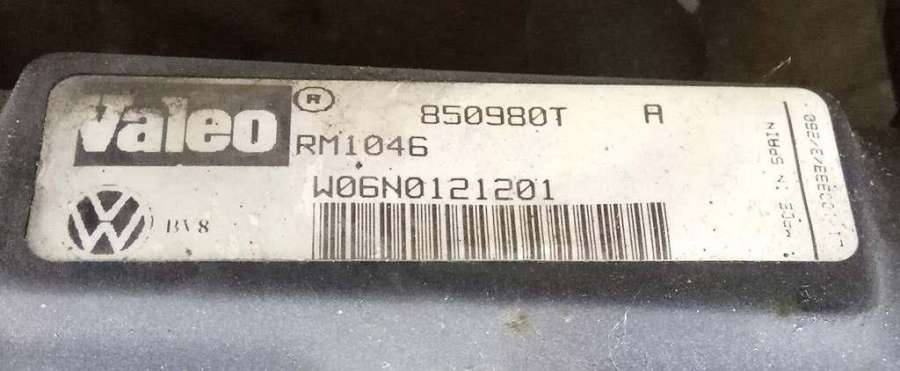 Valeo ® 850980T A
RM1046
W06N0121201
BV8
MADE IN SPAIN